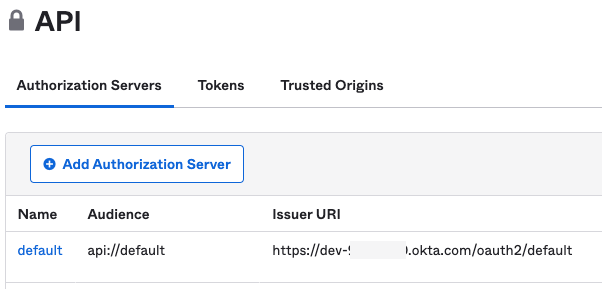 API
Authorization Servers Tokens Trusted Origins
Add Authorization Server
Name Audience Issuer URI
default api://default https://dev- .okta.com/oauth2/default